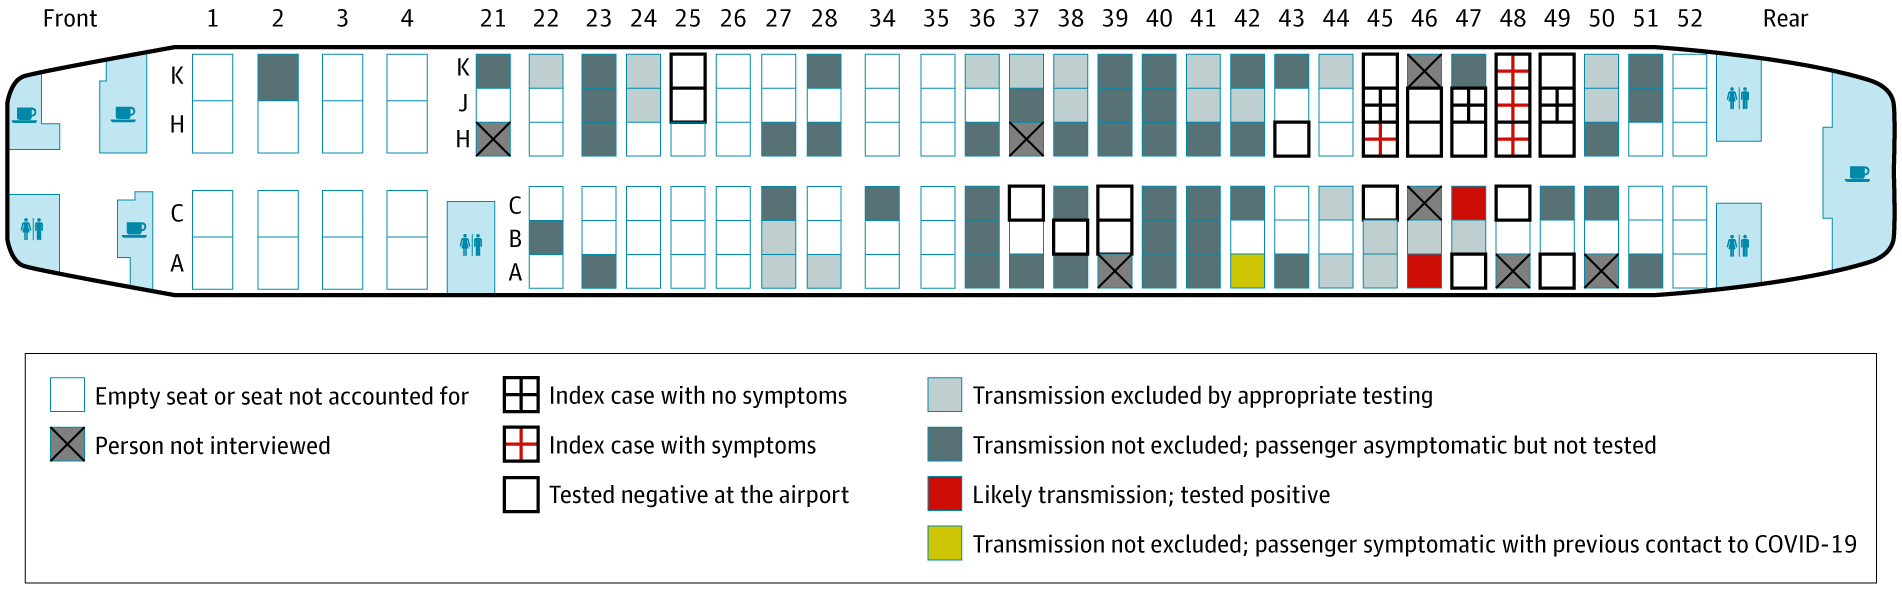 Front 1 2 3 4 21 22 23 24 25 26 27 28 34 35 36 37 38 39 40 41 42 43 44 45 46 47 48 49 50 51 52 Rear
K K
J
H H
C C
B
A A
Empty seat or seat not accounted for
Person not interviewed
Index case with no symptoms
Index case with symptoms
Tested negative at the airport
Transmission excluded by appropriate testing
Transmission not excluded; passenger asymptomatic but not tested
Likely transmission; tested positive
Transmission not excluded; passenger symptomatic with previous contact to COVID-19